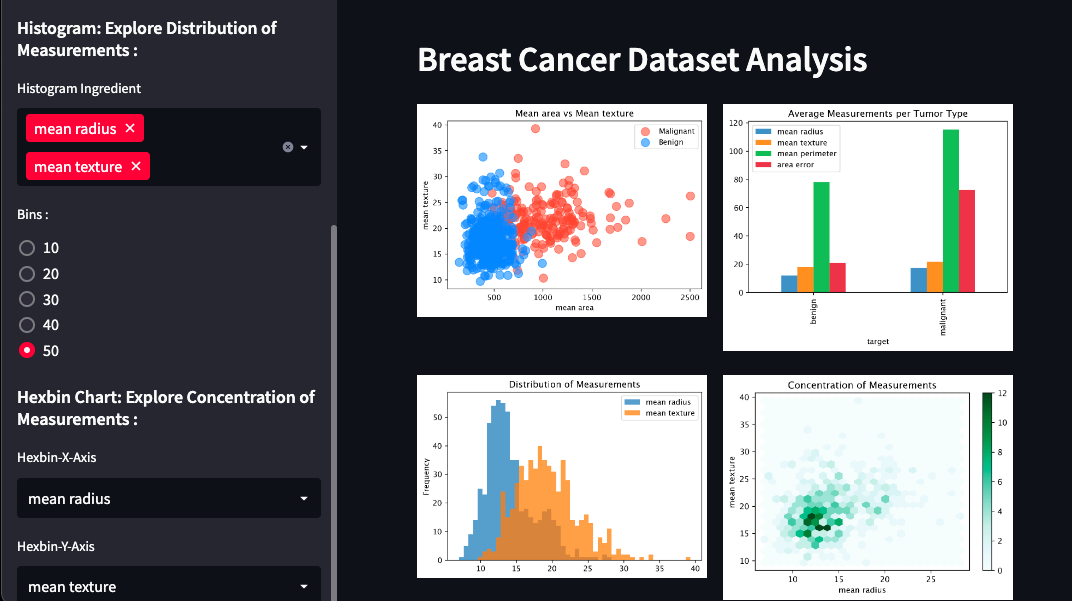 Histogram: Explore Distribution of
Measurements :
Histogram Ingredient
mean radius
mean texture
Bins :
10
20
30
40
50
Hexbin Chart: Explore Concentration of
Measurements :
Hexbin-X-Axis
mean radius
Hexbin-Y-Axis
mean texture
Breast Cancer Dataset Analysis
Mean area vs Mean texture
Malignant
Benign
40
35
30
25
20
15
10
mean texture
500 1000 1500 2000 2500
mean area
Average Measurements per Tumor Type
mean radius
mean texture
mean perimeter
area error
120
100
80
60
40
20
0
benign
malignant
target
Distribution of Measurements
mean radius
mean texture
50
40
30
20
10
0
Frequency
10 15 20 25 30 35 40
Concentration of Measurements
40
35
30
25
20
15
10
mean texture
10 15 20 25
mean radius
12
10
8
6
4
2
0